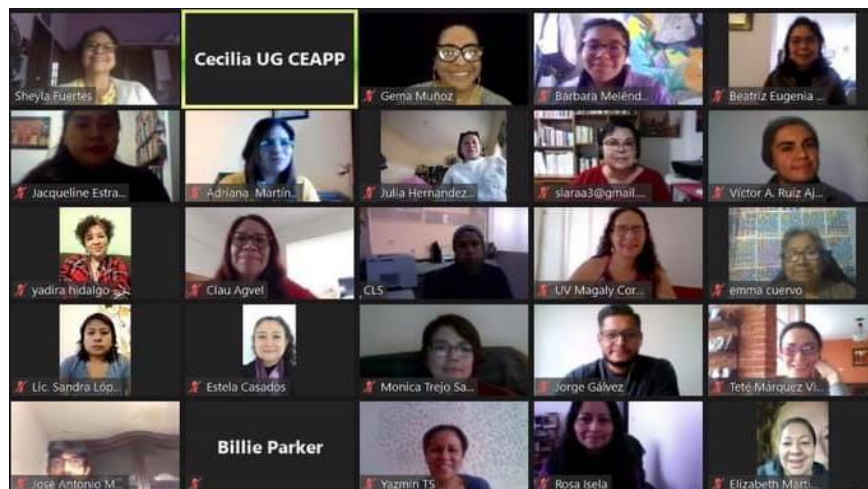 Sheyla Fuertes
Cecilia UG CEAPP
Gema Muñoz
Bárbara Melénd...
Beatriz Eugenia ...
Jacqueline Estra...
Adriana Martín...
Julia Hernandez...
slaraa3@gmail....
Víctor A. Ruiz Aj...
yadira hidalgo
Clau Agvel
CLS
UV Magaly Cor...
emma cuervo
Lic. Sandra Lóp...
Estela Casados
Monica Trejo Sa...
Jorge Gálvez
Teté Márquez Vi...
José Antonio M...
Billie Parker
Yazmin TS
Rosa Isela
Elizabeth Marti...